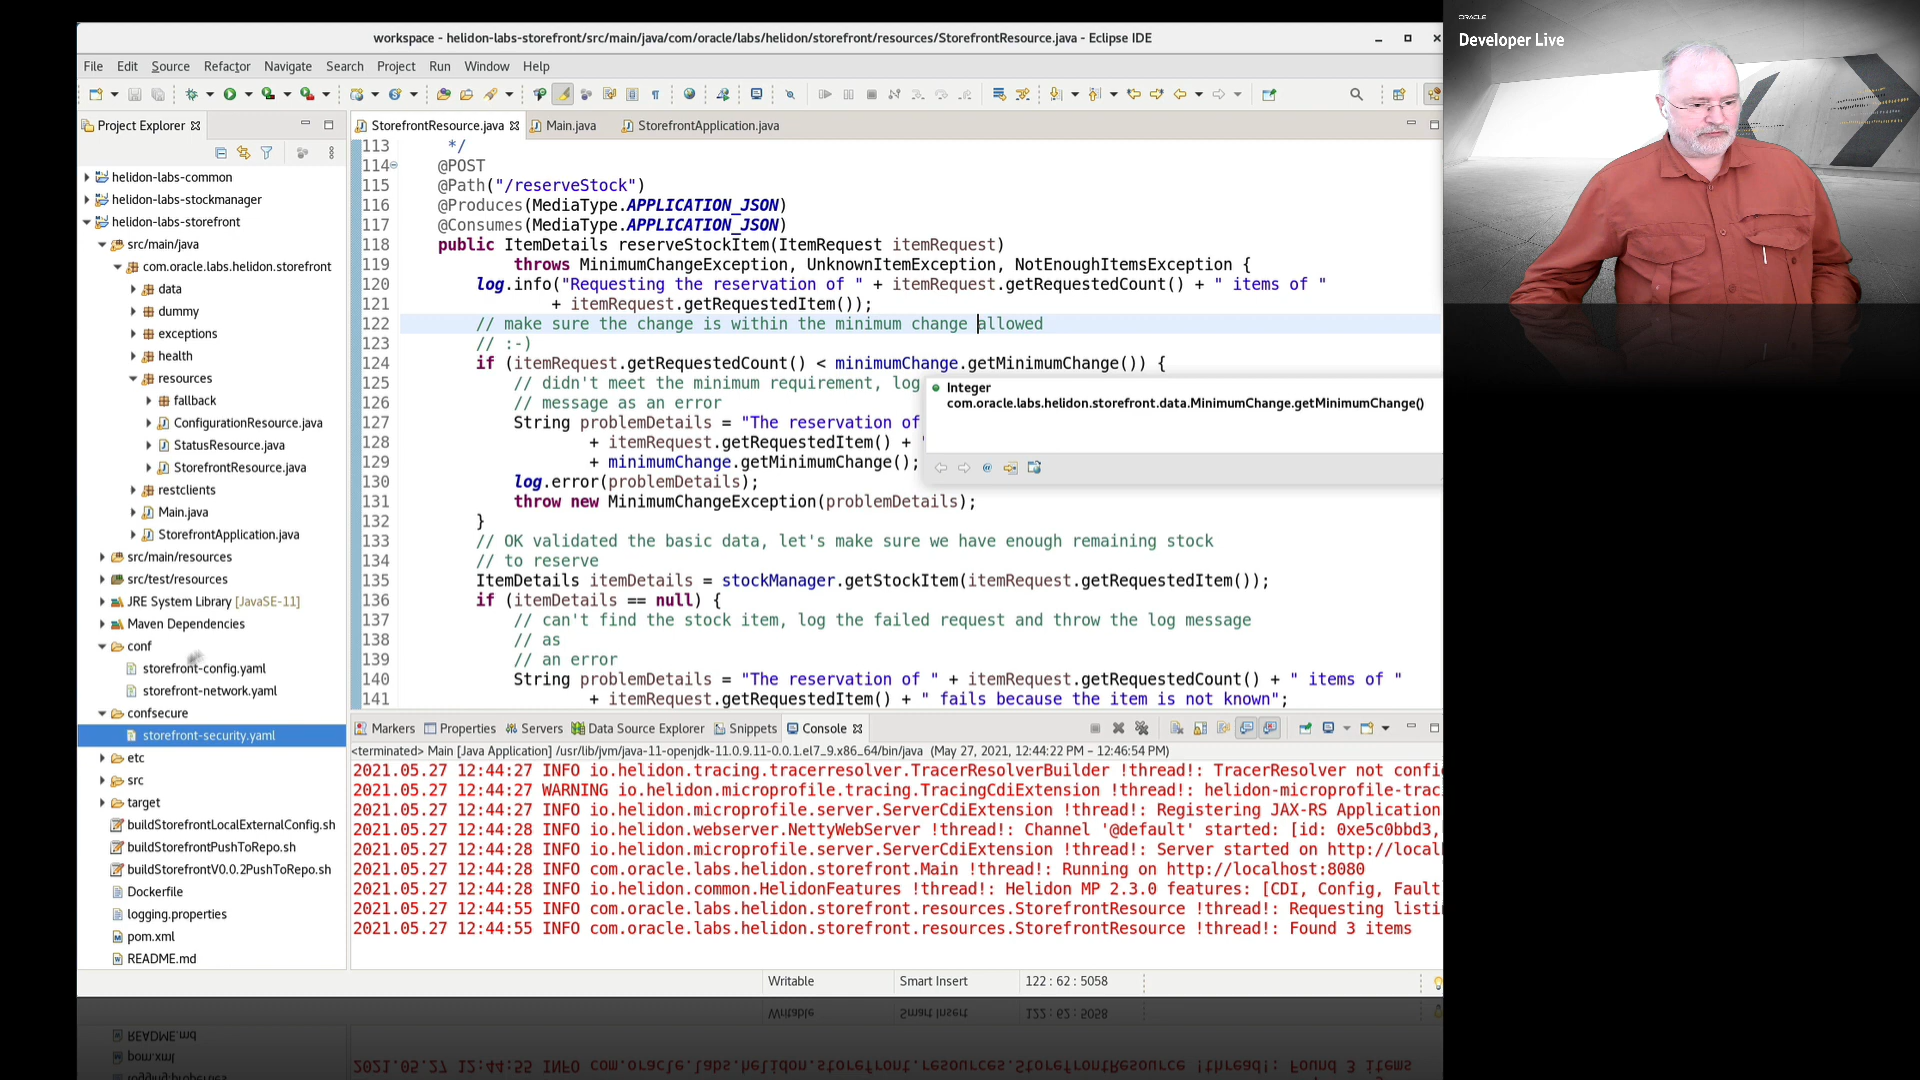 workspace - helidon-labs-storefront/src/main/java/com/oracle/labs/helidon/storefront/resources/StorefrontResource.java - Eclipse IDE
File Edit Source Refactor Navigate Search Project Run Window Help
Project Explorer
helidon-labs-common
helidon-labs-stockmanager
helidon-labs-storefront
src/main/java
com.oracle.labs.helidon.storefront
data
dummy
exceptions
health
resources
fallback
ConfigurationResource.java
StatusResource.java
StorefrontResource.java
restclients
Main.java
StorefrontApplication.java
src/main/resources
src/test/resources
JRE System Library [JavaSE-11]
Maven Dependencies
conf
storefront-config.yaml
storefront-network.yaml
confsecure
storefront-security.yaml
etc
src
target
buildStorefrontLocalExternalConfig.sh
buildStorefrontPushToRepo.sh
buildStorefrontV0.0.2PushToRepo.sh
Dockerfile
logging.properties
pom.xml
README.md
StorefrontResource.java Main.java StorefrontApplication.java
113 */
114 @POST
115 @Path("/reserveStock")
116 @Produces(MediaType.APPLICATION_JSON)
117 @Consumes(MediaType.APPLICATION_JSON)
118 public ItemDetails reserveStockItem(ItemRequest itemRequest)
119 throws MinimumChangeException, UnknownItemException, NotEnoughItemsException {
120 log.info("Requesting the reservation of " + itemRequest.getRequestedCount() + " items of "
121 + itemRequest.getRequestedItem());
122 // make sure the change is within the minimum change allowed
123 // :-)
124 if (itemRequest.getRequestedCount() < minimumChange.getMinimumChange()) {
125 // didn't meet the minimum requirement, log
126 // message as an error
127 String problemDetails = "The reservation of
128 + itemRequest.getRequestedItem() + "
129 + minimumChange.getMinimumChange();
130 log.error(problemDetails);
131 throw new MinimumChangeException(problemDetails);
132 }
133 // OK validated the basic data, let's make sure we have enough remaining stock
134 // to reserve
135 ItemDetails itemDetails = stockManager.getStockItem(itemRequest.getRequestedItem());
136 if (itemDetails == null) {
137 // can't find the stock item, log the failed request and throw the log message
138 // as
139 // an error
140 String problemDetails = "The reservation of " + itemRequest.getRequestedCount() + " items of "
141 + itemRequest.getRequestedItem() + " fails because the item is not known";
Integer
com.oracle.labs.helidon.storefront.data.MinimumChange.getMinimumChange()
Markers Properties Servers Data Source Explorer Snippets Console
<terminated> Main [Java Application] /usr/lib/jvm/java-11-openjdk-11.0.9.11-0.0.1.el7_9.x86_64/bin/java (May 27, 2021, 12:44:22 PM – 12:46:54 PM)
2021.05.27 12:44:27 INFO io.helidon.tracing.tracerresolver.TracerResolverBuilder !thread!: TracerResolver not confi
2021.05.27 12:44:27 WARNING io.helidon.microprofile.tracing.TracingCdiExtension !thread!: helidon-microprofile-trac
2021.05.27 12:44:27 INFO io.helidon.microprofile.server.ServerCdiExtension !thread!: Registering JAX-RS Application
2021.05.27 12:44:28 INFO io.helidon.webserver.NettyWebServer !thread!: Channel '@default' started: [id: 0xe5c0bbd3,
2021.05.27 12:44:28 INFO io.helidon.microprofile.server.ServerCdiExtension !thread!: Server started on http://local
2021.05.27 12:44:28 INFO com.oracle.labs.helidon.storefront.Main !thread!: Running on http://localhost:8080
2021.05.27 12:44:28 INFO io.helidon.common.HelidonFeatures !thread!: Helidon MP 2.3.0 features: [CDI, Config, Fault
2021.05.27 12:44:55 INFO com.oracle.labs.helidon.storefront.resources.StorefrontResource !thread!: Requesting listi
2021.05.27 12:44:55 INFO com.oracle.labs.helidon.storefront.resources.StorefrontResource !thread!: Found 3 items
Writable Smart Insert 122 : 62 : 5058
ORACLE
Developer Live